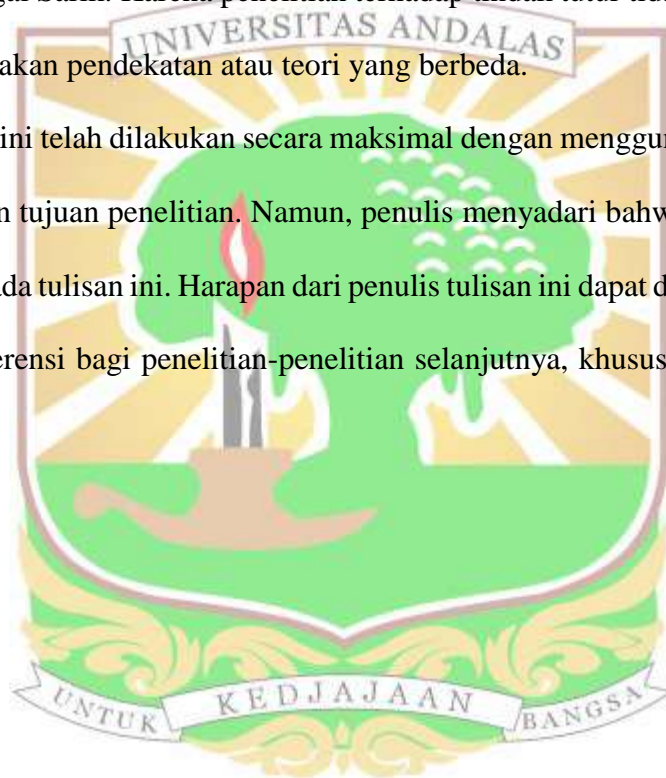 UNIVERSITAS ANDALAS
akan pendekatan atau teori yang berbeda.
ini telah dilakukan secara maksimal dengan menggu
n tujuan penelitian. Namun, penulis menyadari bahw
ada tulisan ini. Harapan dari penulis tulisan ini dapat d
erensi bagi penelitian-penelitian selanjutnya, khusus
UNTUK KEDJAJAAN BANGSA